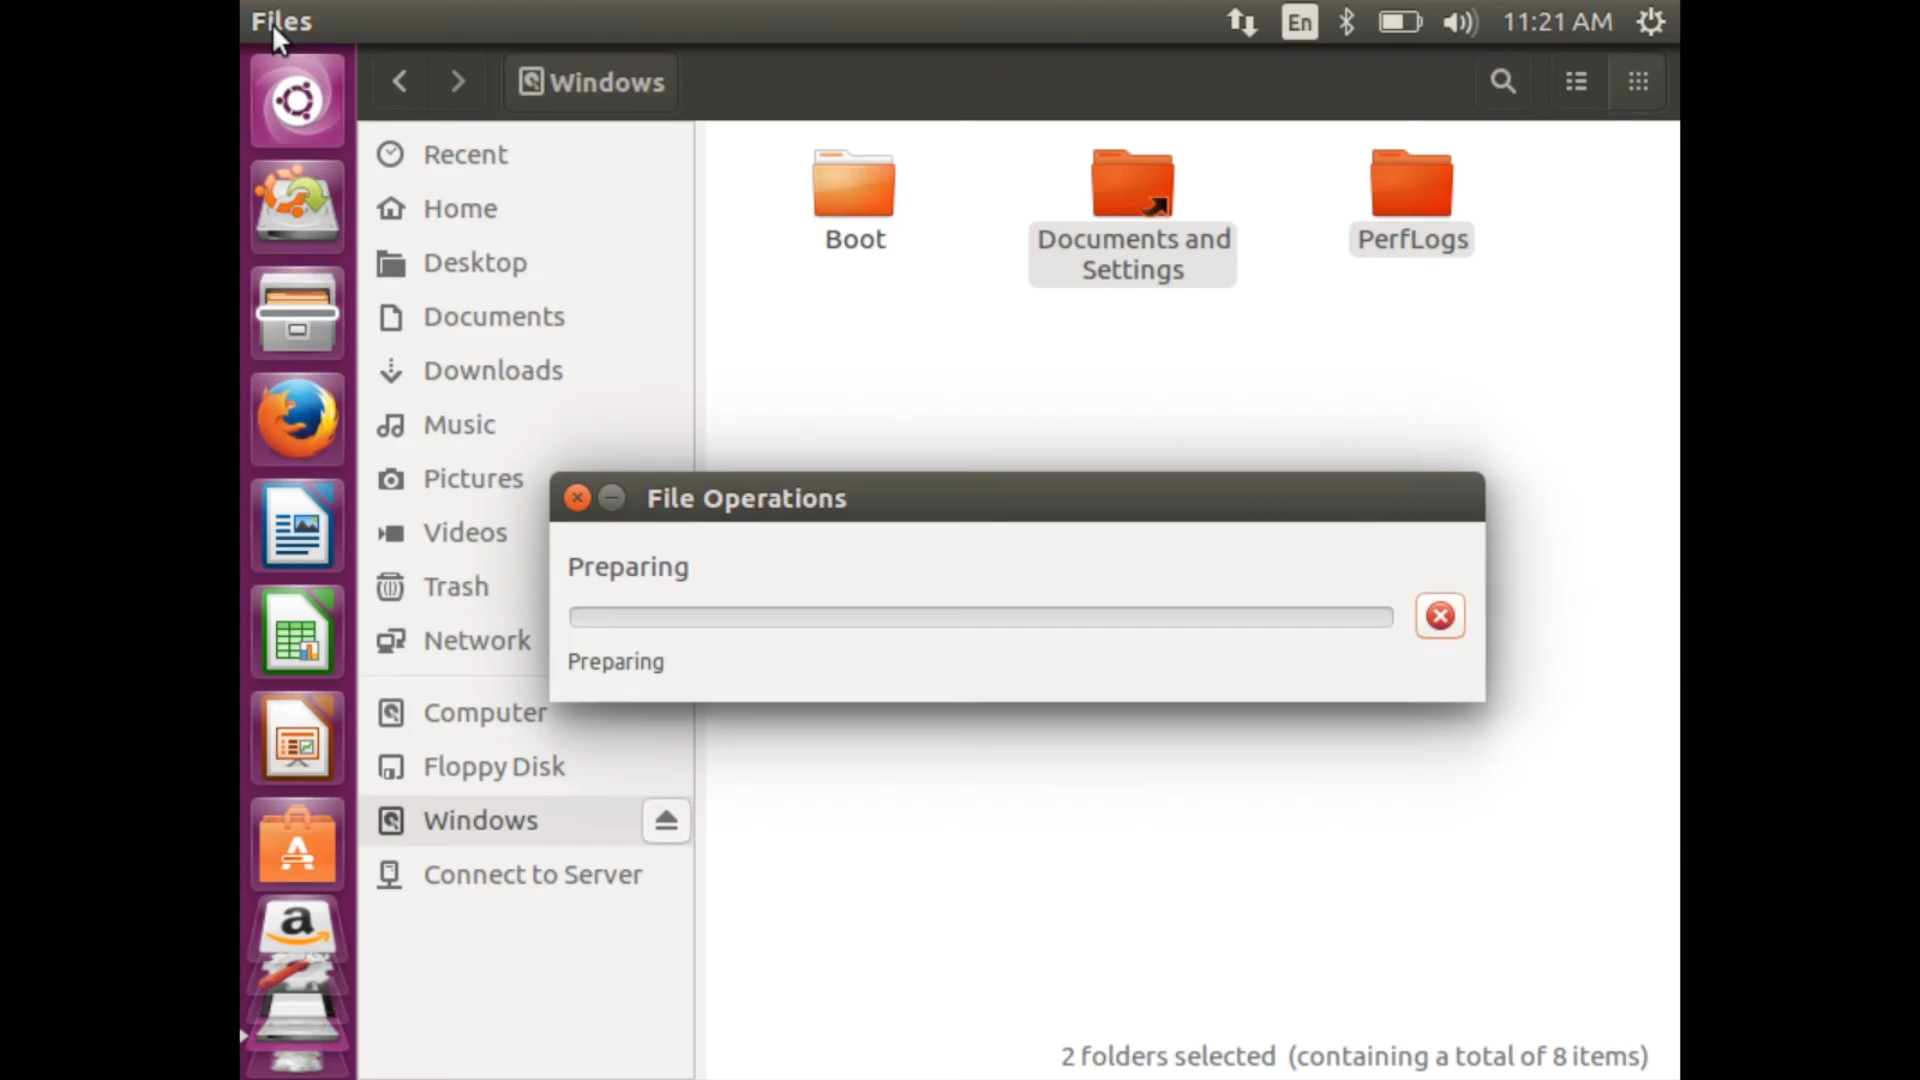 Files
En
11:21 AM
Windows
Recent
Home
Desktop
Documents
Downloads
Music
Pictures
Videos
Trash
Network
Computer
Floppy Disk
Windows
Connect to Server
Boot
Documents and
Settings
PerfLogs
File Operations
Preparing
Preparing
2 folders selected (containing a total of 8 items)